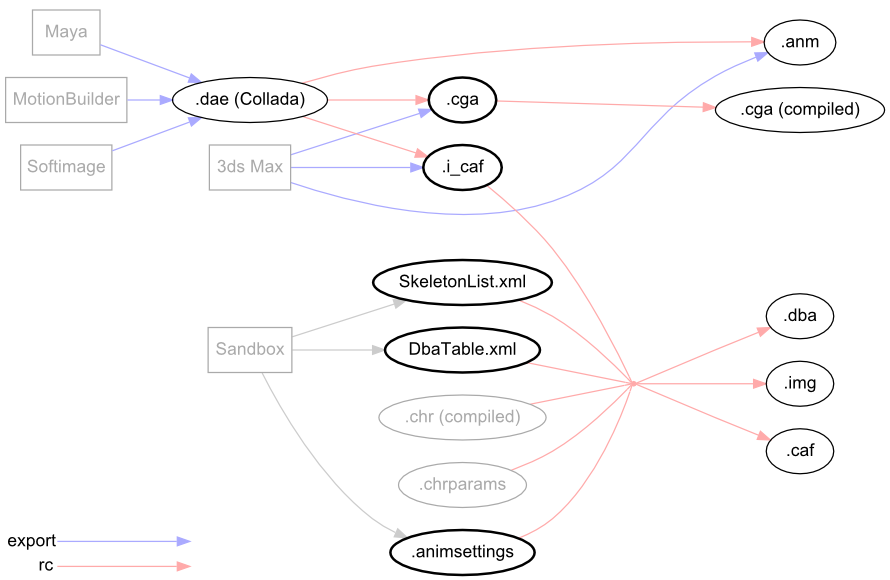 Maya
.anm
MotionBuilder
.dae (Collada)
.cga
.cga (compiled)
Softimage
3ds Max
.i_caf
SkeletonList.xml
.dba
Sandbox
DbaTable.xml
.img
.chr (compiled)
.caf
.chrparams
export
.animsettings
rc